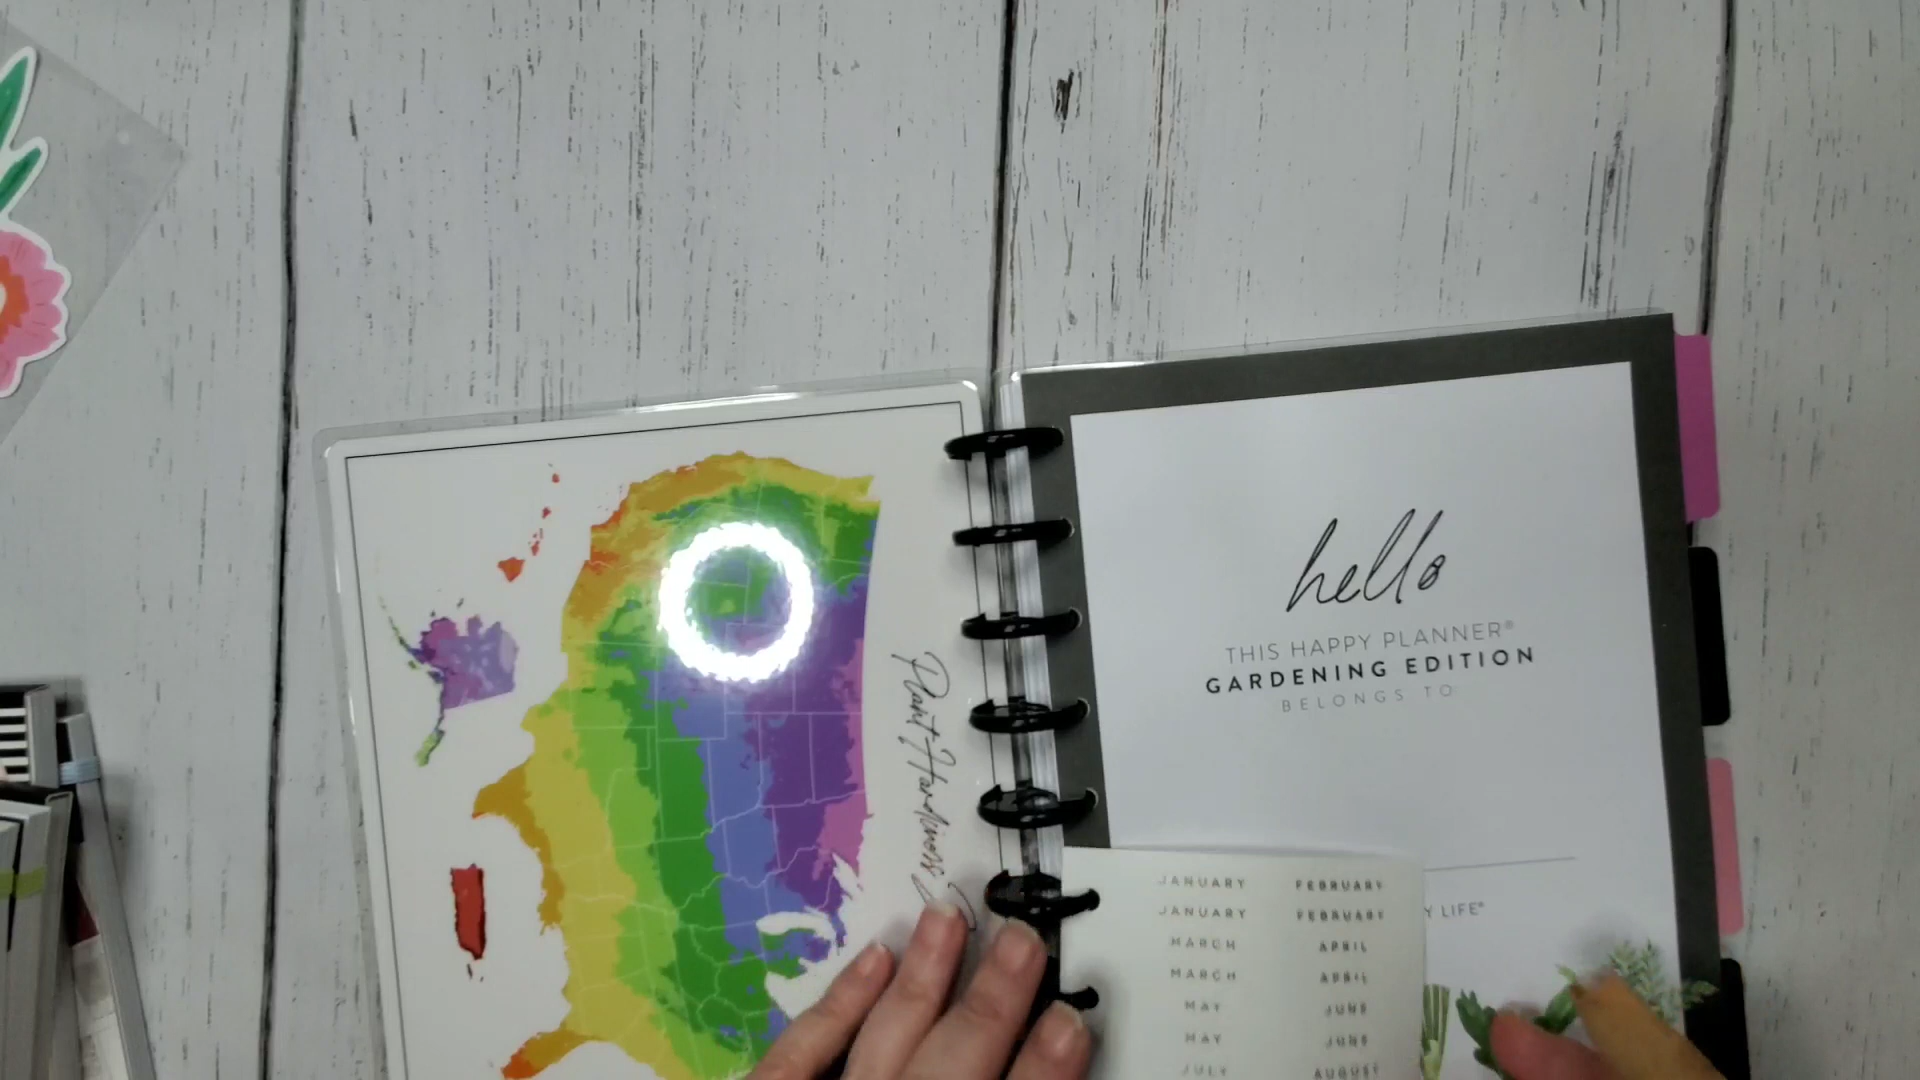 Plant Hardiness
hello
THIS HAPPY PLANNER®
GARDENING EDITION
BELONGS TO
Y LIFE®
JANUARY FEBRUARY
JANUARY FEBRUARY
MARCH APRIL
MARCH APRIL
MAY JUNE
MAY JUNE
JULY AUGUST